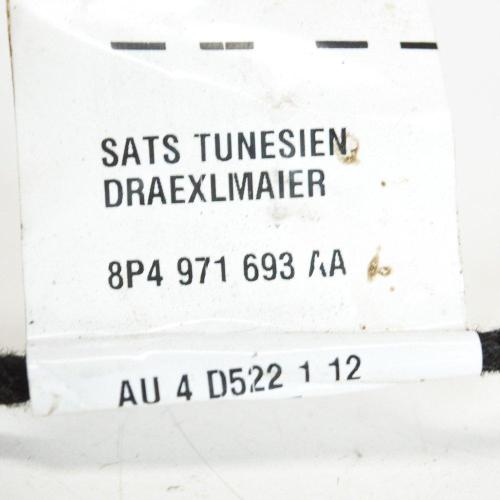 SATS TUNESIEN
DRAEXLMAIER
8P4 971 693 AA
AU 4 D522 1 12